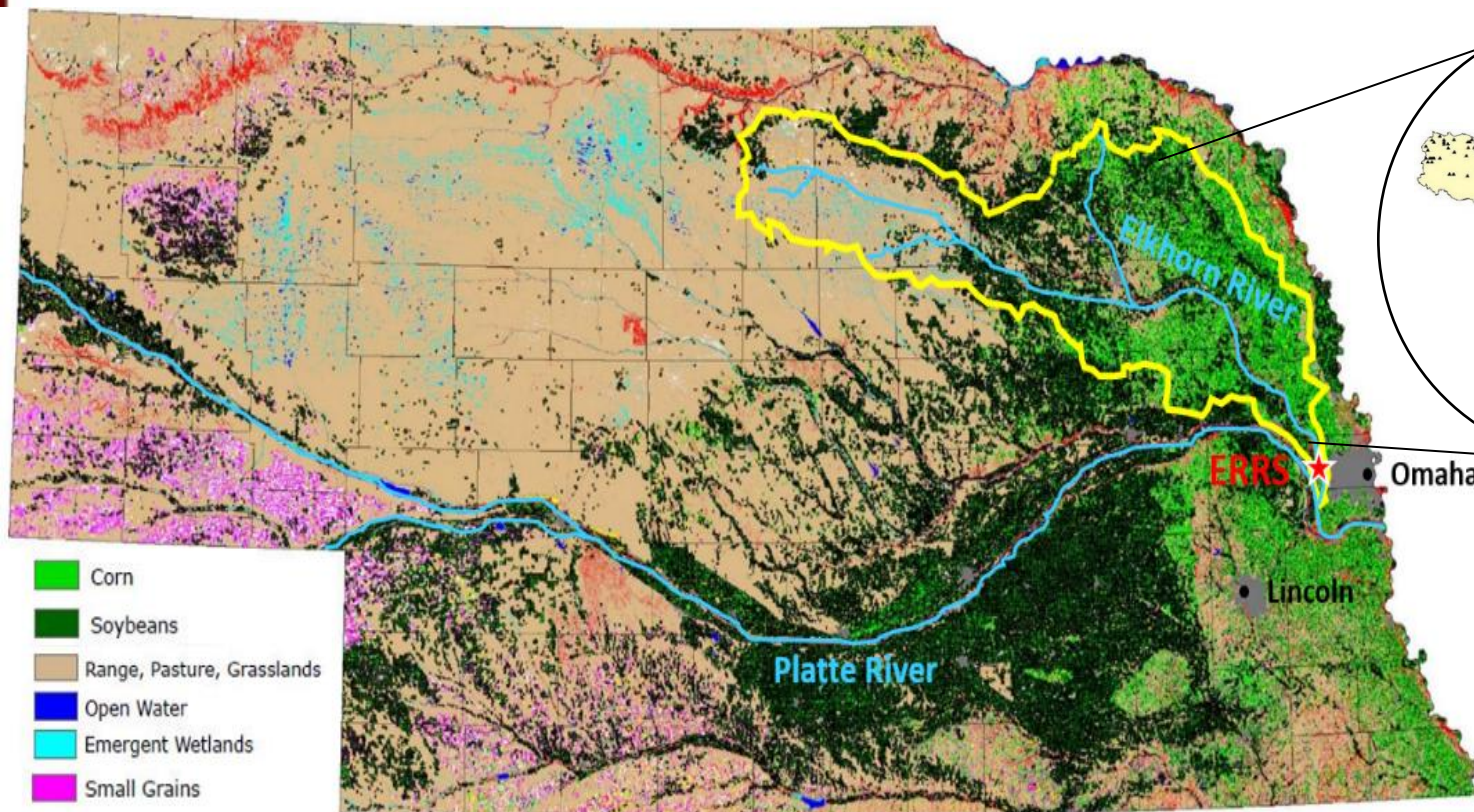 Elkhorn River
ERRS
Omaha
Lincoln
Platte River
Corn
Soybeans
Range, Pasture, Grasslands
Open Water
Emergent Wetlands
Small Grains